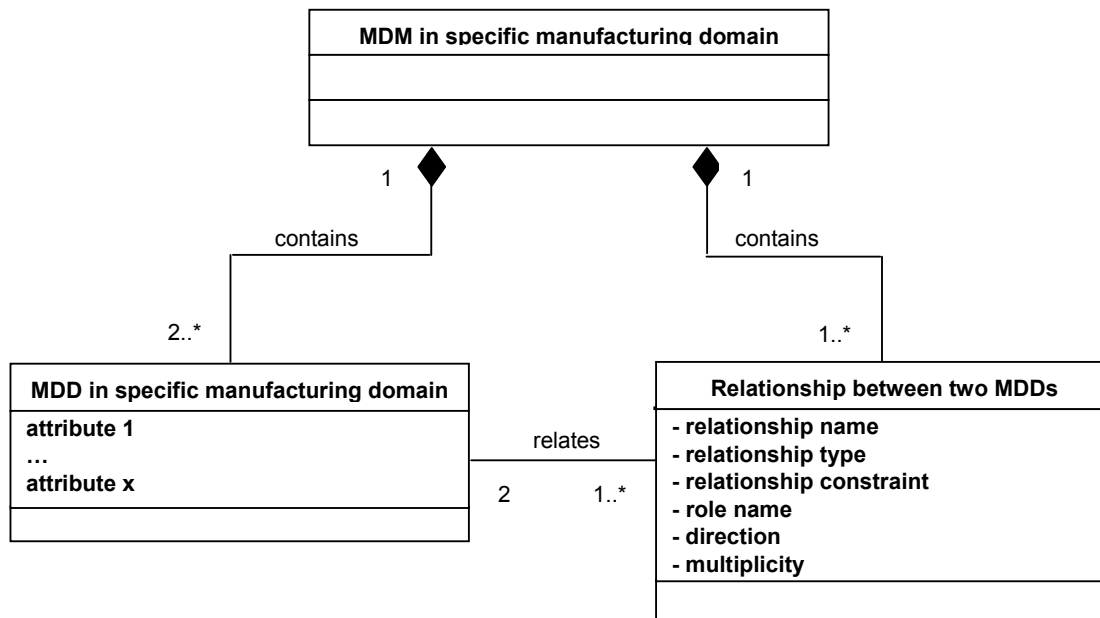 MDM in specific manufacturing domain
1
1
contains
contains
2..*
1..*
MDD in specific manufacturing domain
attribute 1
...
attribute x
relates
2
1..*
Relationship between two MDDs
- relationship name
- relationship type
- relationship constraint
- role name
- direction
- multiplicity